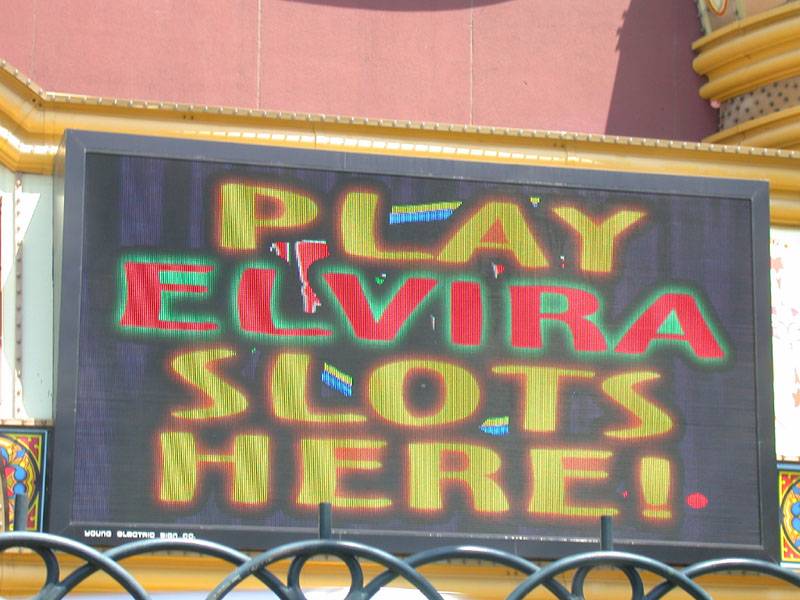 PLAY
ELVIRA
SLOTS
HERE!
YOUNG ELECTRIC SIGN CO.